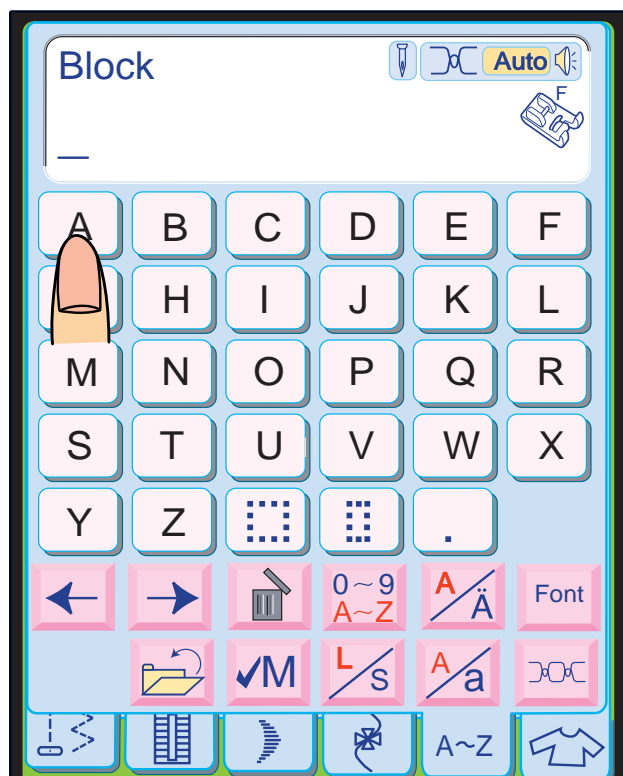 Block
Auto
F
_
A B C D E F
H I J K L
M N O P Q R
S T U V W X
Y Z .
0~9
A~Z
A/Ä
Font
✓M
L/S
A/a
A~Z